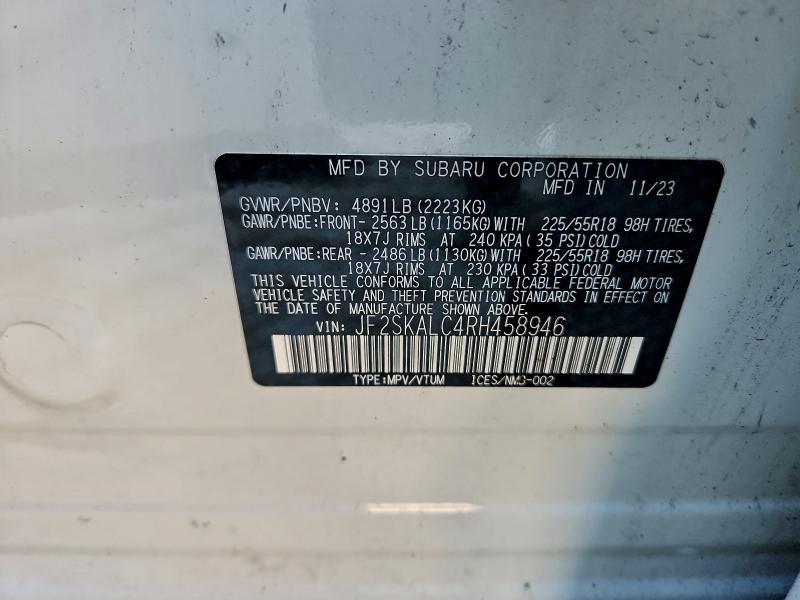 MFD BY SUBARU CORPORATION
MFD IN 11/23
GVWR/PNBV: 4891LB(2223KG)
GAWR/PNBE:FRONT-2563LB(1165KG)WITH 225/55R18 98H TIRES,
18X7J RIMS AT 240 KPA(35 PSI)COLD
GAWR/PNBE:REAR -2486LB(1130KG)WITH 225/55R18 98H TIRES,
18X7J RIMS AT 230 KPA(33 PSI)COLD
THIS VEHICLE CONFORMS TO ALL APPLICABLE FEDERAL MOTOR
VEHICLE SAFETY AND THEFT PREVENTION STANDARDS IN EFFECT ON
THE DATE OF MANUFACTURE SHOWN ABOVE.
VIN: JF2SKALC4RH458946
TYPE:MPV/VTUM ICES/NMB-002